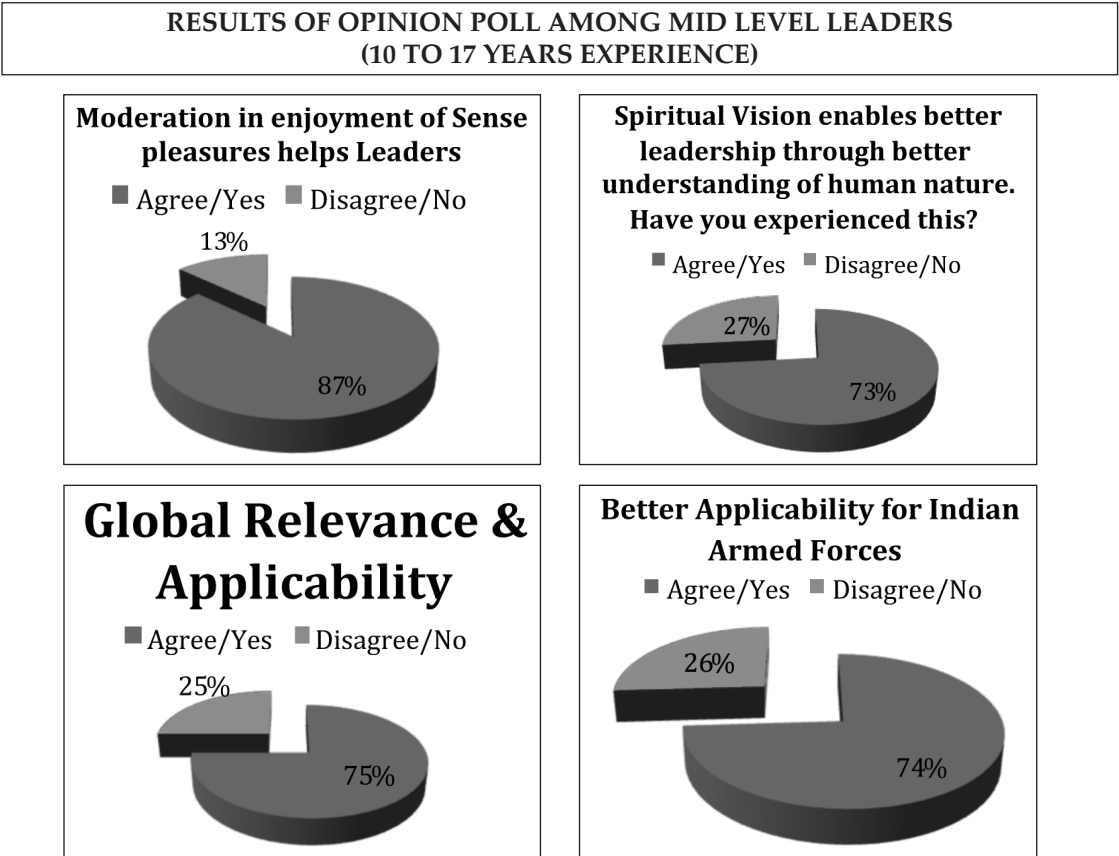 RESULTS OF OPINION POLL AMONG MID LEVEL LEADERS
(10 TO 17 YEARS EXPERIENCE)
Moderation in enjoyment of Sense
pleasures helps Leaders
Agree/Yes Disagree/No
13%
87%
Spiritual Vision enables better
leadership through better
understanding of human nature.
Have you experienced this?
Agree/Yes Disagree/No
27%
73%
Global Relevance &
Applicability
Agree/Yes Disagree/No
25%
75%
Better Applicability for Indian
Armed Forces
Agree/Yes Disagree/No
26%
74%